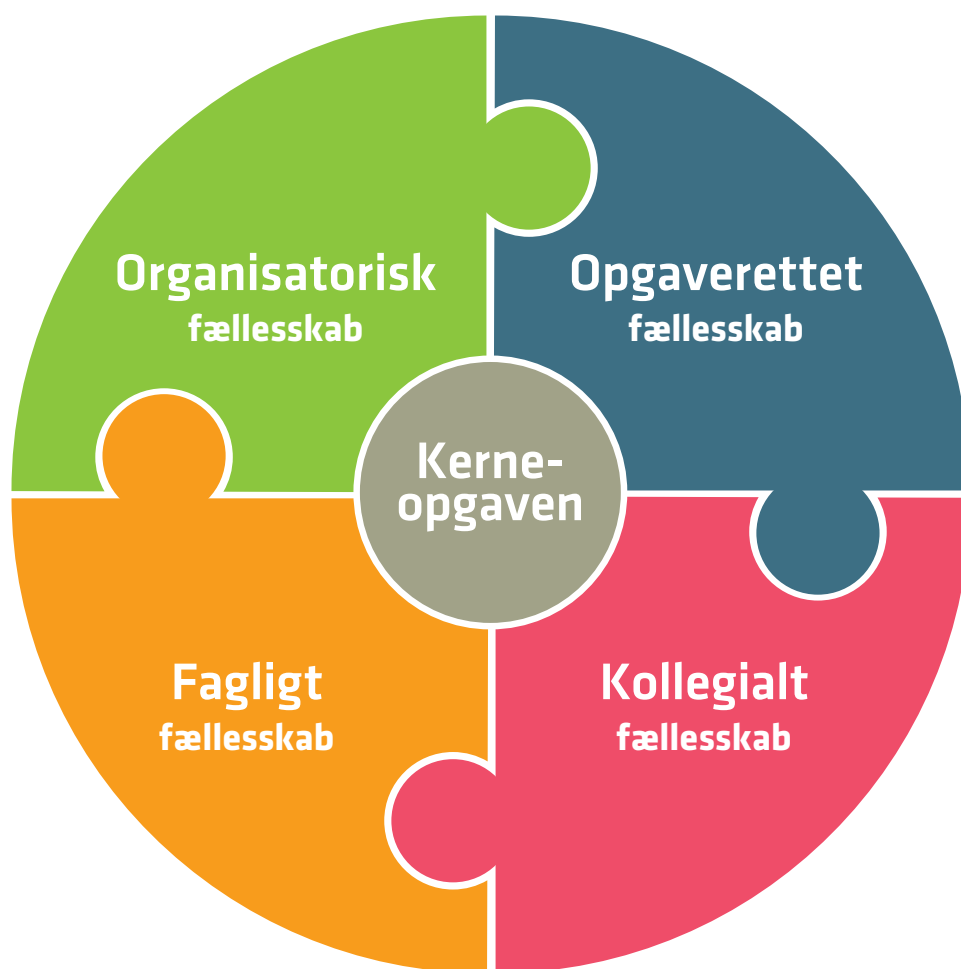 Organisatorisk
fællesskab
Opgaverettet
fællesskab
Kerne-
opgaven
Fagligt
fællesskab
Kollegialt
fællesskab